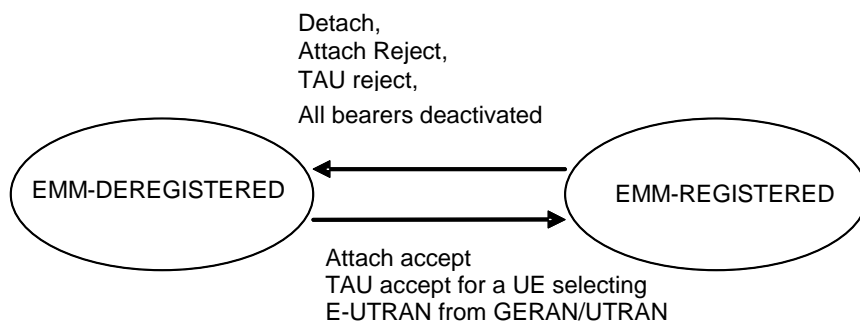 Detach,
Attach Reject,
TAU reject,
All bearers deactivated
EMM-DEREGISTERED
EMM-REGISTERED
Attach accept
TAU accept for a UE selecting
E-UTRAN from GERAN/UTRAN